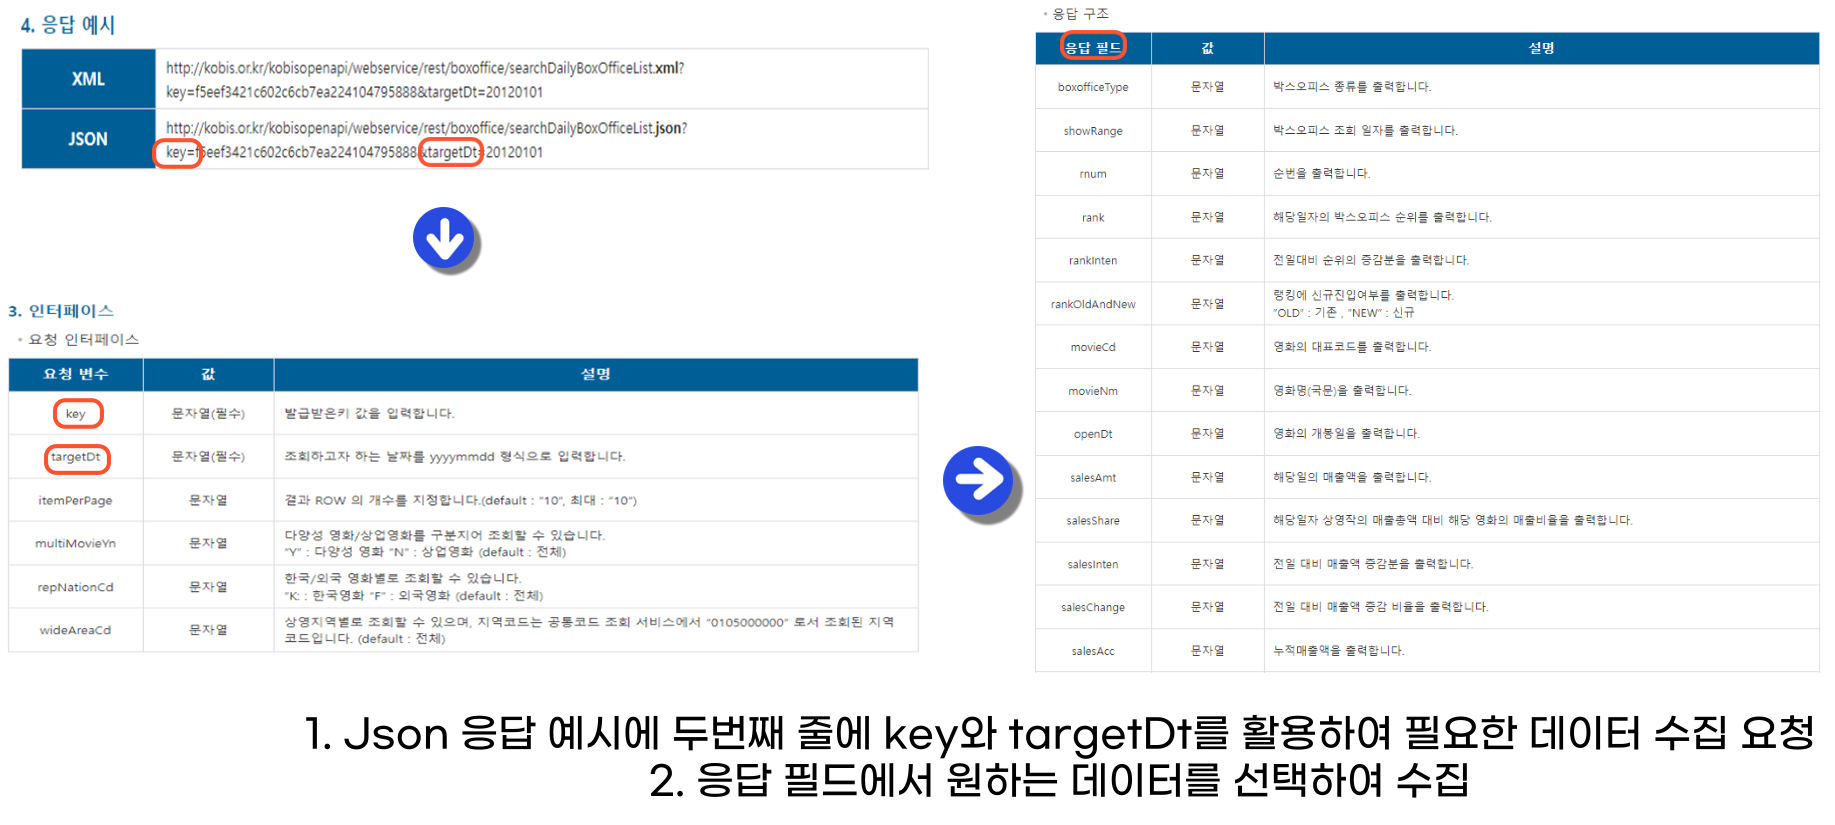 4. 응답 예시
XML
http://kobis.or.kr/kobisopenapi/webservice/rest/boxoffice/searchDailyBoxOfficeList.xml?
key=f5eef3421c602c6cb7ea224104795888&targetDt=20120101
JSON
http://kobis.or.kr/kobisopenapi/webservice/rest/boxoffice/searchDailyBoxOfficeList.json?
key=f5eef3421c602c6cb7ea224104795888&targetDt=20120101
3. 인터페이스
• 요청 인터페이스
요청 변수 값 설명
key 문자열(필수) 발급받은키 값을 입력합니다.
targetDt 문자열(필수) 조회하고자 하는 날짜를 yyyymmdd 형식으로 입력합니다.
itemPerPage 문자열 결과 ROW 의 개수를 지정합니다.(default : "10", 최대 : "10")
multiMovieYn 문자열 다양성 영화/상업영화를 구분지어 조회할 수 있습니다.
"Y" : 다양성 영화 "N" : 상업영화 (default : 전체)
repNationCd 문자열 한국/외국 영화별로 조회할 수 있습니다.
"K: : 한국영화 "F" : 외국영화 (default : 전체)
wideAreaCd 문자열 상영지역별로 조회할 수 있으며, 지역코드는 공통코드 조회 서비스에서 "0105000000" 로서 조회된 지역
코드입니다. (default : 전체)
• 응답 구조
응답 필드 값 설명
boxofficeType 문자열 박스오피스 종류를 출력합니다.
showRange 문자열 박스오피스 조회 일자를 출력합니다.
rnum 문자열 순번을 출력합니다.
rank 문자열 해당일자의 박스오피스 순위를 출력합니다.
rankInten 문자열 전일대비 순위의 증감분을 출력합니다.
rankOldAndNew 문자열 랭킹에 신규진입여부를 출력합니다.
"OLD" : 기존 , "NEW" : 신규
movieCd 문자열 영화의 대표코드를 출력합니다.
movieNm 문자열 영화명(국문)을 출력합니다.
openDt 문자열 영화의 개봉일을 출력합니다.
salesAmt 문자열 해당일의 매출액을 출력합니다.
salesShare 문자열 해당일자 상영작의 매출총액 대비 해당 영화의 매출비율을 출력합니다.
salesInten 문자열 전일 대비 매출액 증감분을 출력합니다.
salesChange 문자열 전일 대비 매출액 증감 비율을 출력합니다.
salesAcc 문자열 누적매출액을 출력합니다.
1. Json 응답 예시에 두번째 줄에 key와 targetDt를 활용하여 필요한 데이터 수집 요청
2. 응답 필드에서 원하는 데이터를 선택하여 수집